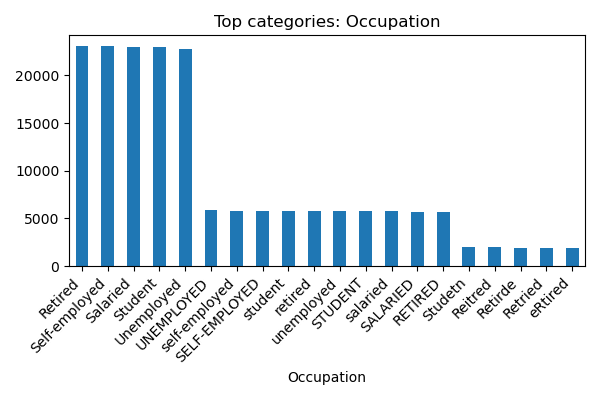 Top categories: Occupation
20000
15000
10000
5000
0
Retired
Self-employed
Salaried
Student
Unemployed
UNEMPLOYED
self-employed
SELF-EMPLOYED
student
retired
unemployed
STUDENT
salaried
SALARIED
RETIRED
Studetn
Reitred
Retirde
Retried
eRtired
Occupation